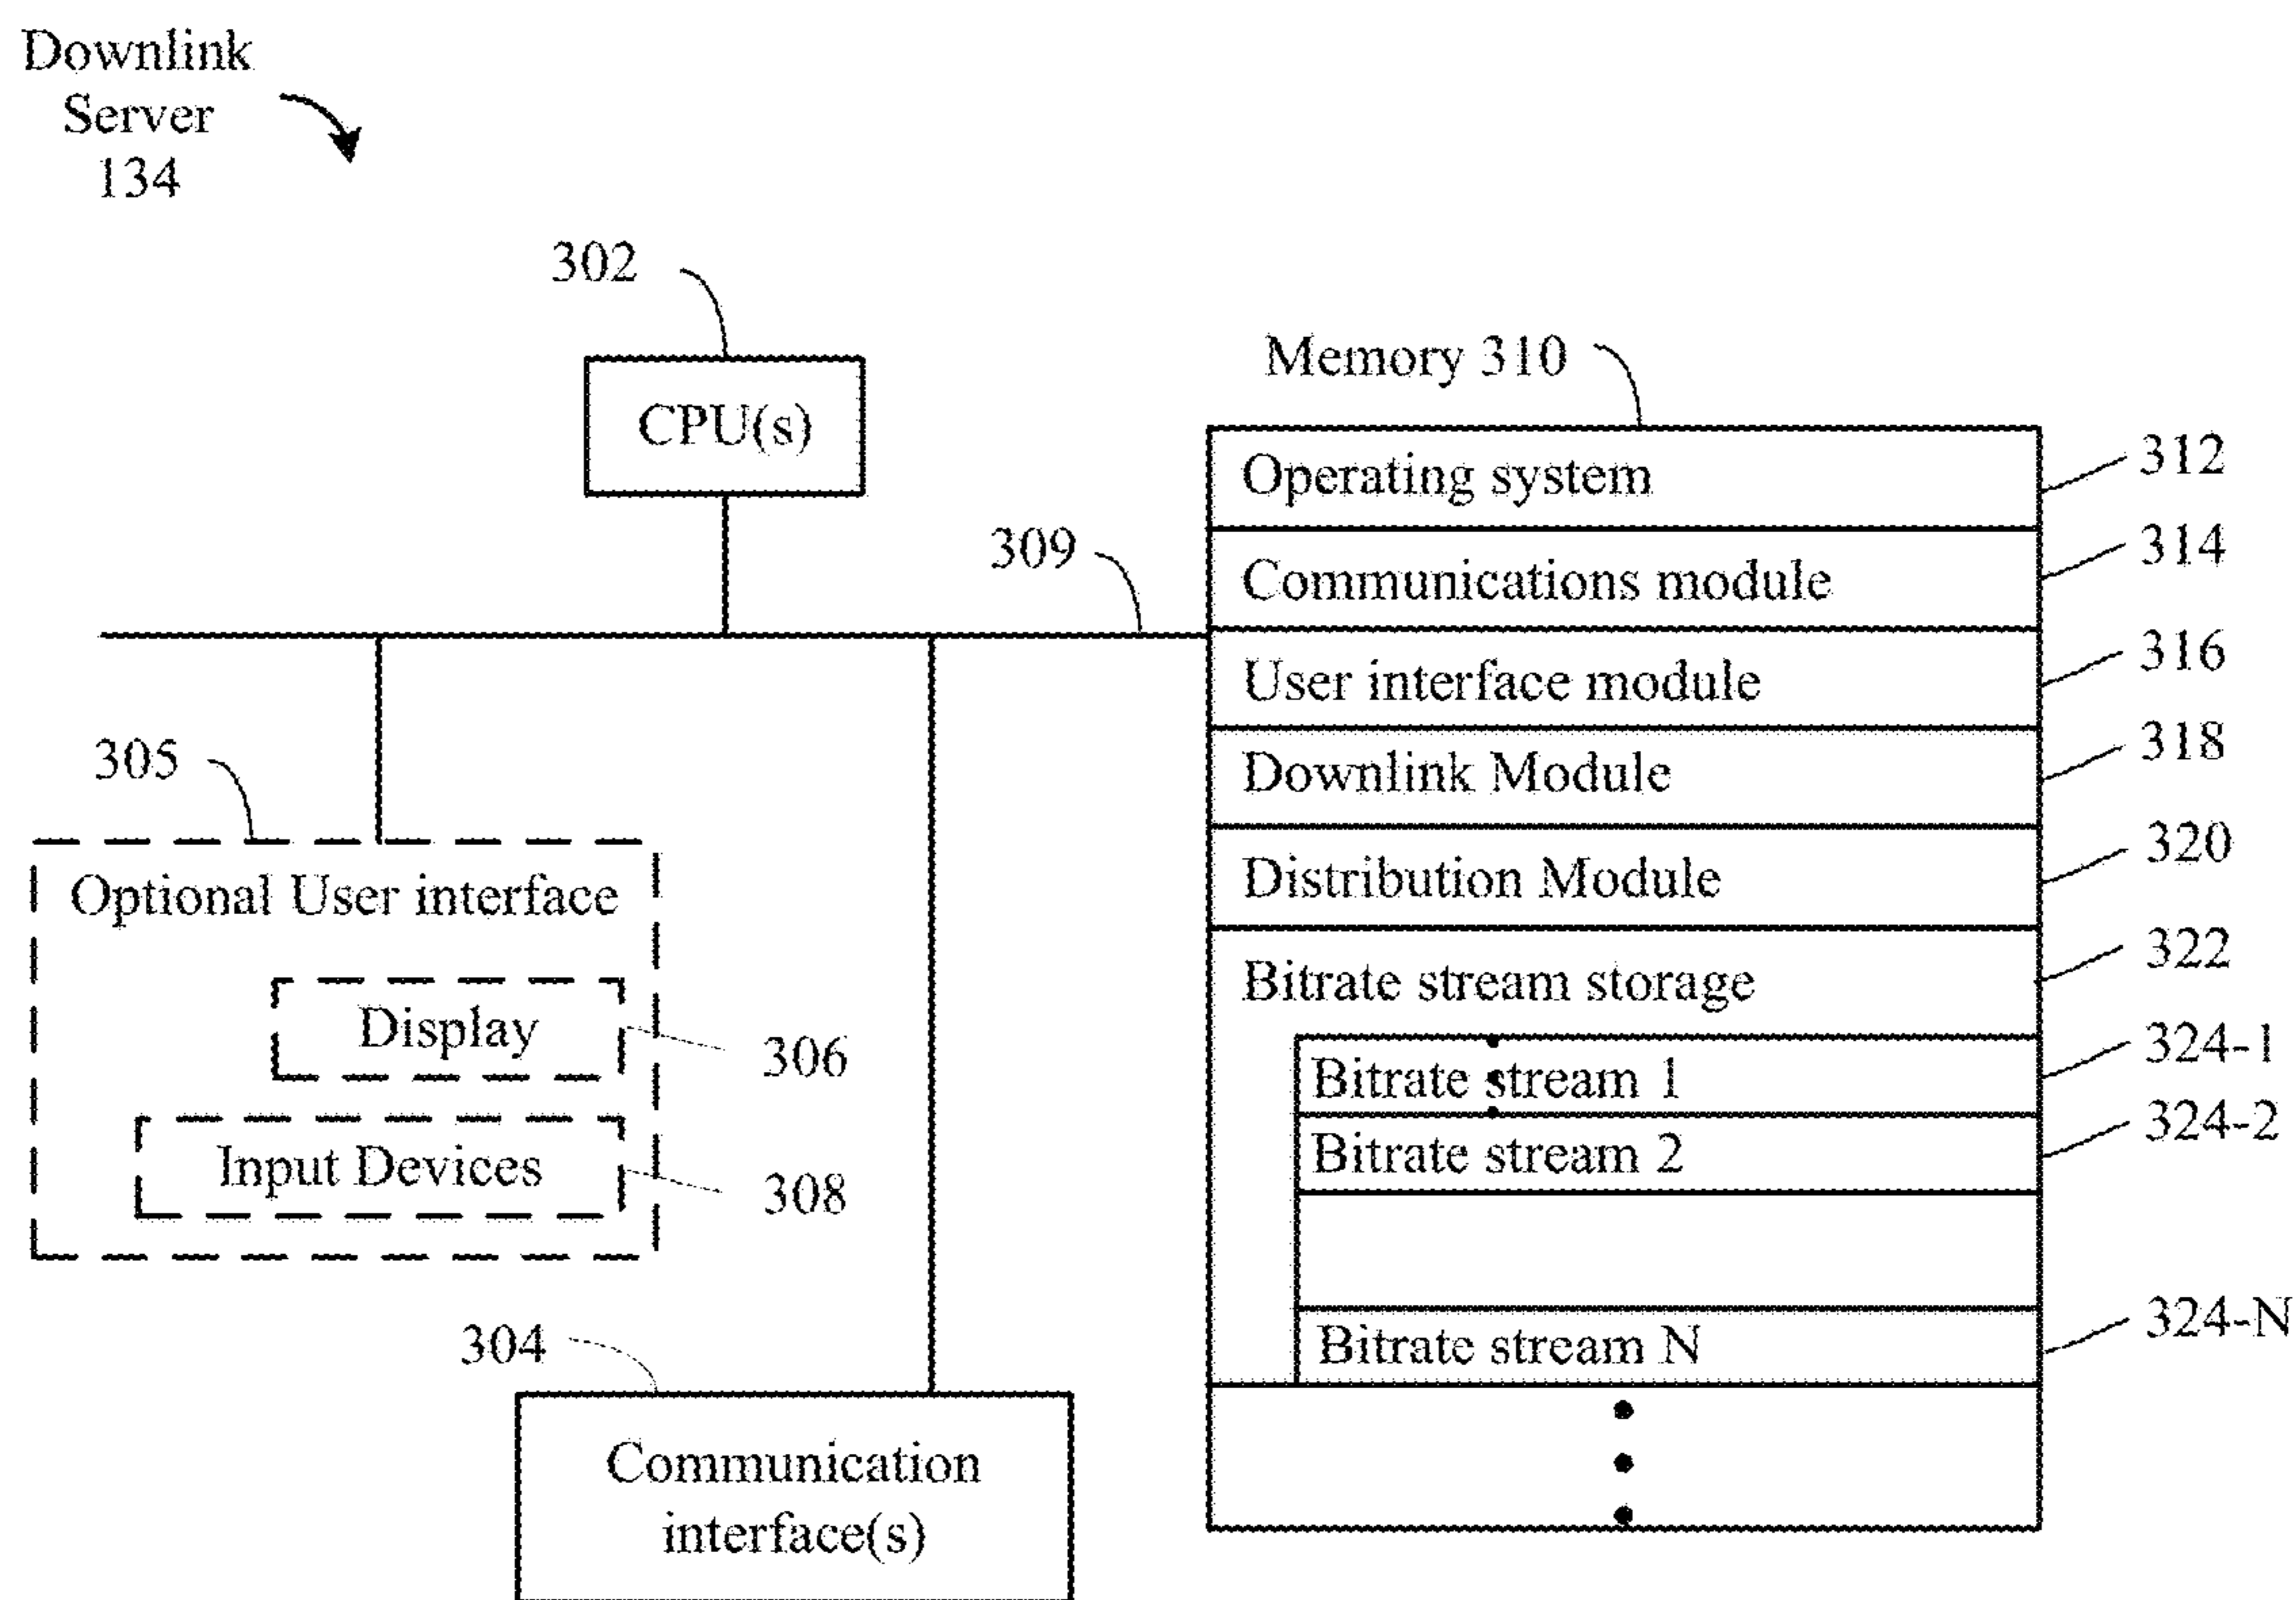 Downlink
Server
134
302
CPU(s)
309
305
Optional User interface
Display
306
Input Devices
308
304
Communication
interface(s)
Memory 310
Operating system
312
Communications module
314
User interface module
316
Downlink Module
318
Distribution Module
320
Bitrate stream storage
322
Bitrate stream 1
324-1
Bitrate stream 2
324-2
Bitrate stream N
324-N